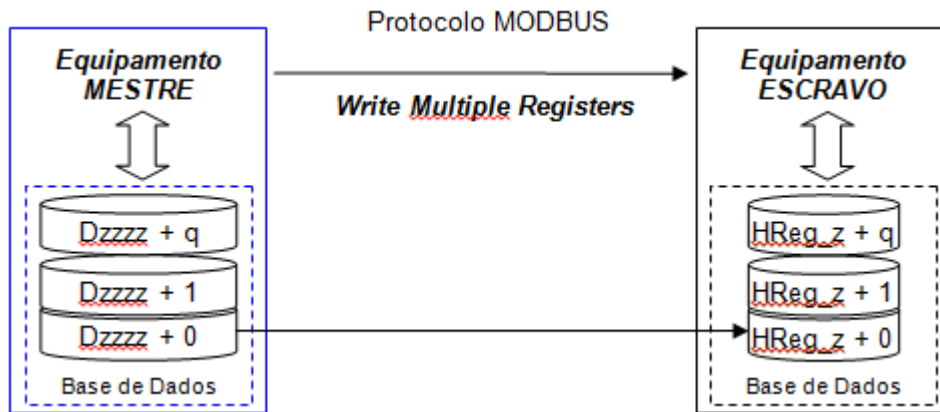 Protocolo MODBUS
Equipamento
MESTRE
Write Multiple Registers
Equipamento
ESCRAVO
Dzzzz + q
Dzzzz + 1
Dzzzz + 0
Base de Dados
HReg_z + q
HReg_z + 1
HReg_z + 0
Base de Dados